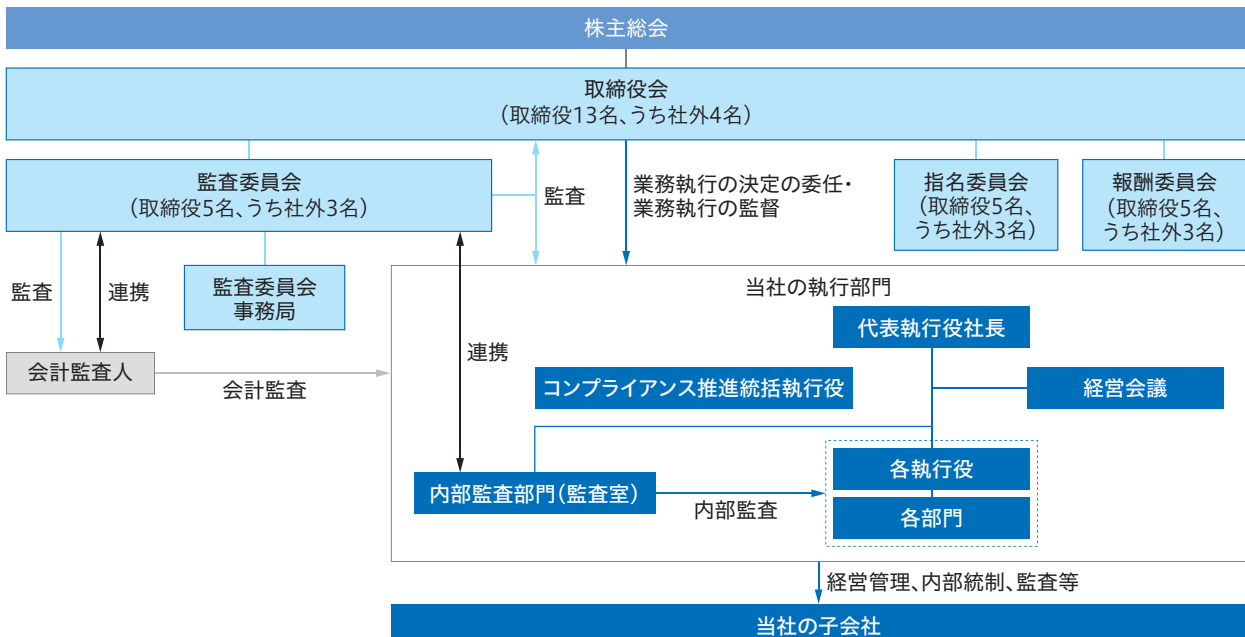 株主総会
取締役会
（取締役13名、うち社外4名）
監査委員会
（取締役5名、うち社外3名）
監査
業務執行の決定の委任・
業務執行の監督
指名委員会
（取締役5名、
うち社外3名）
報酬委員会
（取締役5名、
うち社外3名）
監査
連携
監査委員会
事務局
当社の執行部門
代表執行役社長
連携
会計監査人
会計監査
コンプライアンス推進統括執行役
経営会議
各執行役
内部監査部門（監査室）
内部監査
各部門
経営管理、内部統制、監査等
当社の子会社